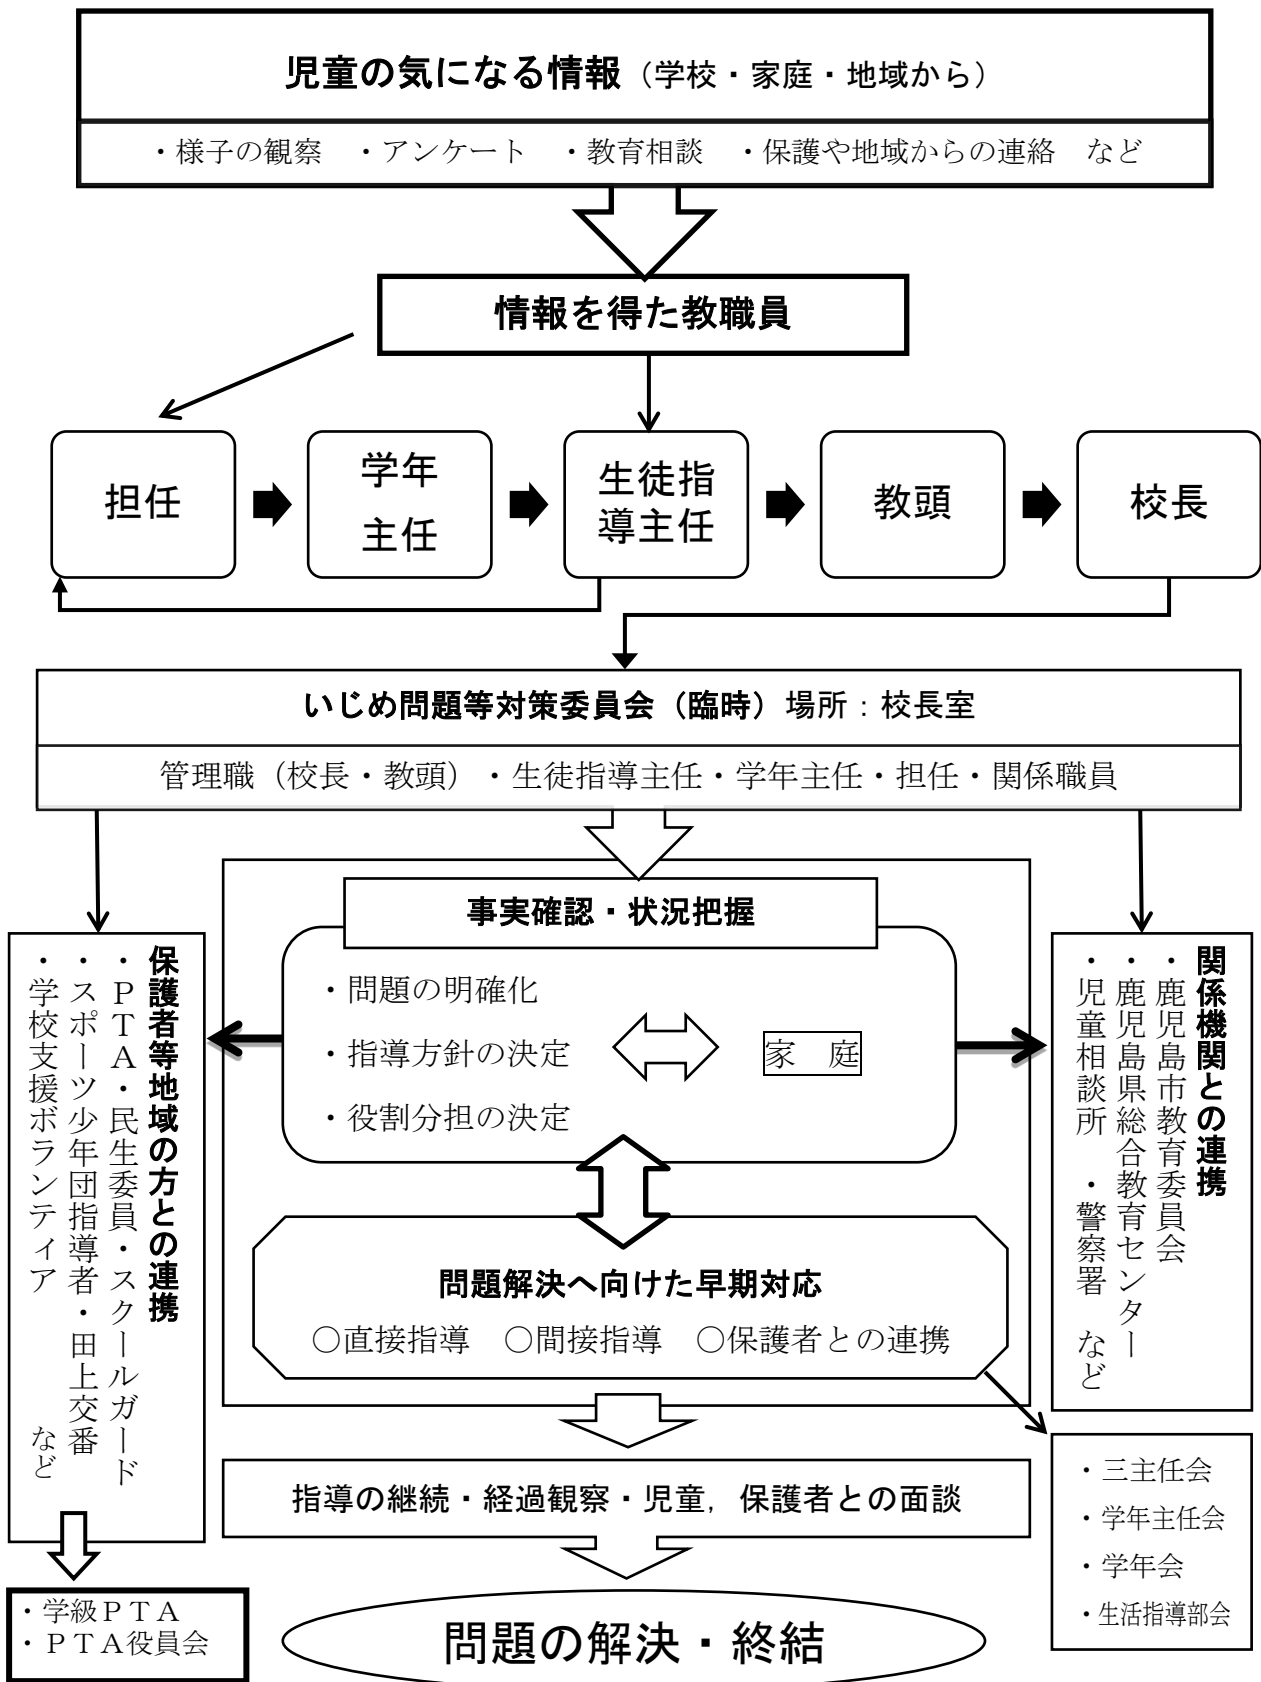 児童の気になる情報（学校・家庭・地域から）
・様子の観察　・アンケート　・教育相談　・保護や地域からの連絡　など
情報を得た教職員
担任
学年
主任
生徒指
導主任
教頭
校長
いじめ問題等対策委員会（臨時）場所：校長室
管理職（校長・教頭）・生徒指導主任・学年主任・担任・関係職員
事実確認・状況把握
・問題の明確化
・指導方針の決定
・役割分担の決定
家　庭
保護者等地域の方との連携
・ＰＴＡ・民生委員・スクールガード
・スポーツ少年団指導者・田上交番
・学校支援ボランティア　など
関係機関との連携
・鹿児島市教育委員会
・鹿児島県総合教育センター
・児童相談所　・警察署　など
問題解決へ向けた早期対応
○直接指導　○間接指導　○保護者との連携
指導の継続・経過観察・児童，保護者との面談
・三主任会
・学年主任会
・学年会
・生活指導部会
・学級ＰＴＡ
・ＰＴＡ役員会
問題の解決・終結